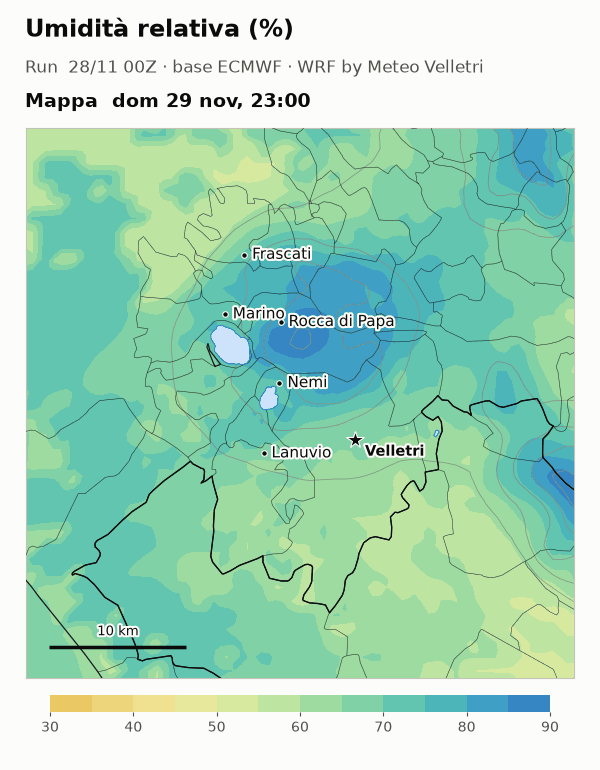 Umidità relativa (%)
Run  28/11 00Z · base ECMWF · WRF by Meteo Velletri
Mappa  dom 29 nov, 23:00
Frascati
Marino
Rocca di Papa
Nemi
Velletri
Lanuvio
10 km
30 40 50 60 70 80 90